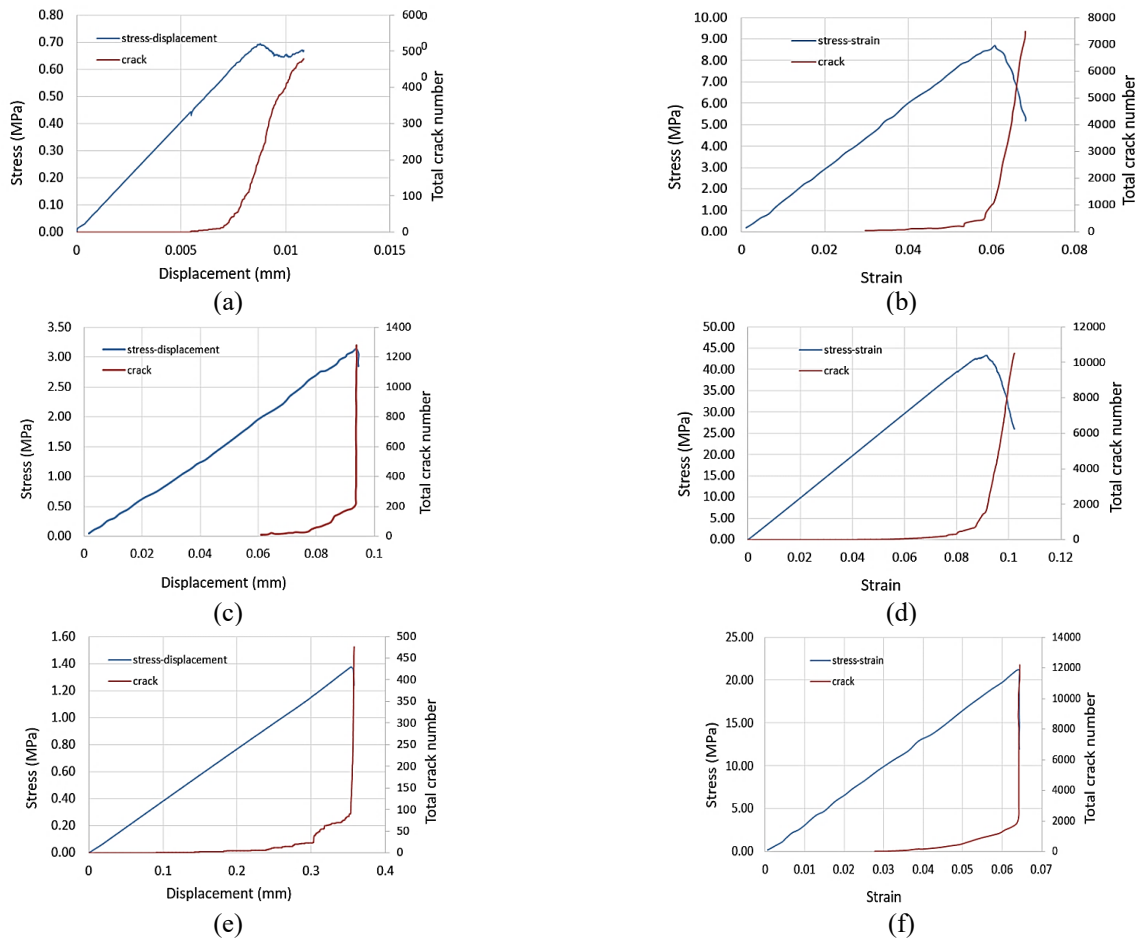 0.80
0.70
0.60
0.50
0.40
0.30
0.20
0.10
0.00
Stress (MPa)
stress-displacement
crack
600
0
500
0
400
0
300
200
100
0
Total crack number
0 0.005 0.01 0.015
Displacement (mm)
(a)
10.00
9.00
8.00
7.00
6.00
5.00
4.00
3.00
2.00
1.00
0.00
Stress (MPa)
stress-strain
crack
8000
7000
6000
5000
4000
3000
2000
1000
0
Total crack number
0.02 0.04 0.06 0.08
Strain
(b)
3.50
3.00
2.50
2.00
1.50
1.00
0.50
0.00
Stress (MPa)
stress-displacement
crack
1400
1200
1000
800
600
400
200
0
Total crack number
0.02 0.04 0.06 0.08 0.1
Displacement (mm)
(c)
50.00
45.00
40.00
35.00
30.00
25.00
20.00
15.00
10.00
5.00
0.00
Stress (MPa)
stress-strain
crack
12000
10000
8000
6000
4000
2000
0
Total crack number
0 0.02 0.04 0.06 0.08 0.1 0.12
Strain
(d)
1.60
1.40
1.20
1.00
0.80
0.60
0.40
0.20
0.00
Stress (MPa)
stress-displacement
crack
500
450
400
350
300
250
200
150
100
50
0
Total crack number
0 0.1 0.2 0.3 0.4
Displacement (mm)
(e)
25.00
20.00
15.00
10.00
5.00
0.00
Stress (MPa)
stress-strain
crack
14000
12000
10000
8000
6000
4000
2000
0
Total crack number
0 0.01 0.02 0.03 0.04 0.05 0.06 0.07
Strain
(f)